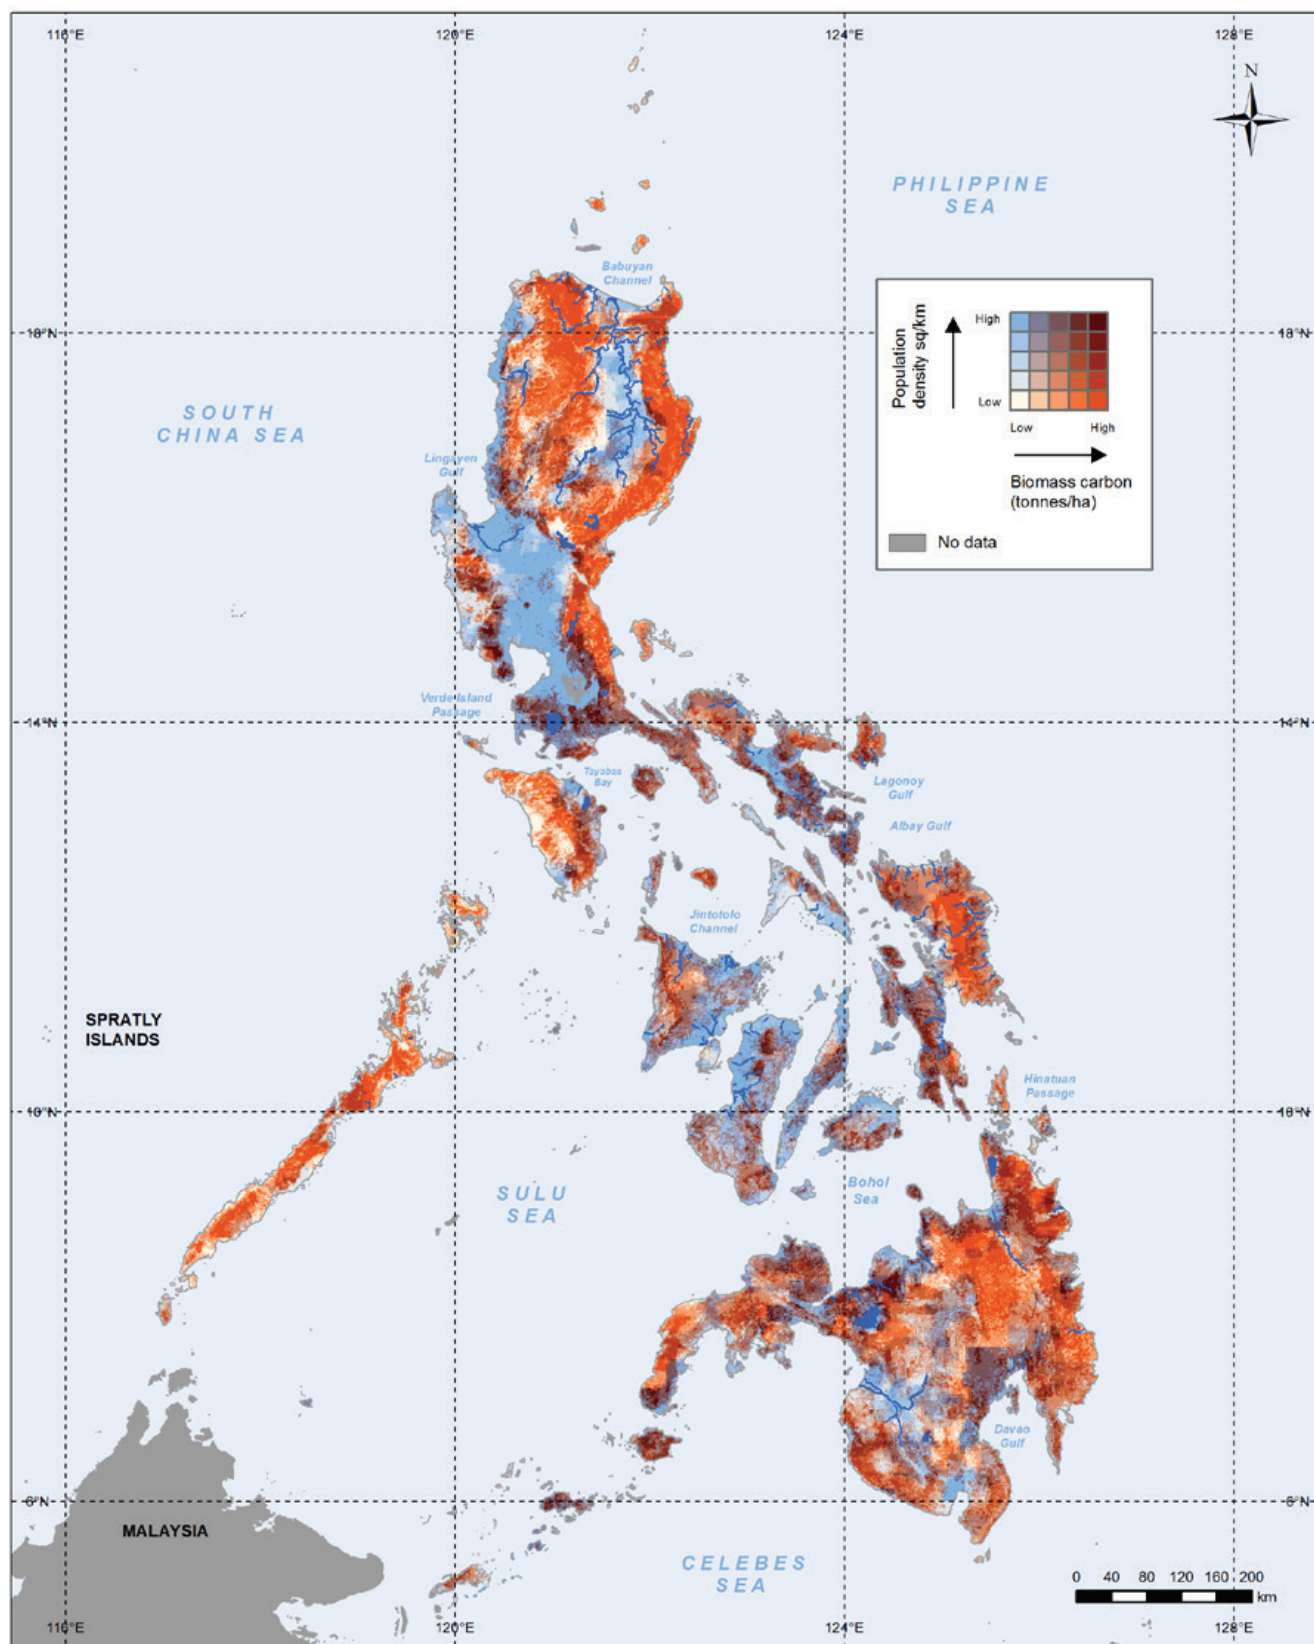 116°E
120°E
124°E
128°E
N
PHILIPPINE
SEA
Babuyan
Channel
18°N
18°N
Population
density sq/km
High
Low
Low
High
Biomass carbon
(tonnes/ha)
No data
SOUTH
CHINA SEA
Lingayen
Gulf
Verde Island
Passage
14°N
14°N
Tayabas
Bay
Lagonoy
Gulf
Albay Gulf
Jintotolo
Channel
SPRATLY
ISLANDS
Hinatuan
Passage
10°N
10°N
SULU
SEA
Bohol
Sea
Davao
Gulf
6°N
6°N
MALAYSIA
CELEBES
SEA
0 40 80 120 160 200
km
116°E
120°E
124°E
128°E